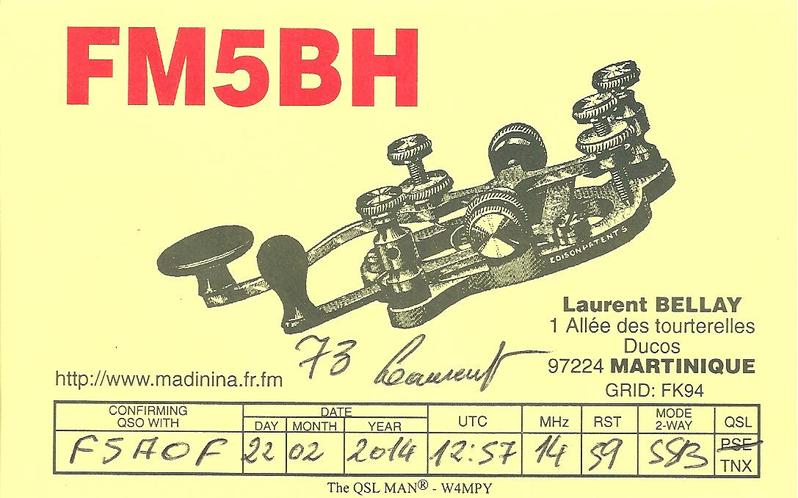 FM5BH
EDISON PATENTS
Laurent BELLAY
1 Allée des tourterelles
Ducos
97224 MARTINIQUE
GRID: FK94
73 Laurent
http://www.madinina.fr.fm
CONFIRMING QSO WITH DATE DAY MONTH YEAR UTC MHz RST MODE 2-WAY QSL
F5AOF 22 02 2014 12:57 14 59 SSB PSE TNX
The QSL MAN® - W4MPY